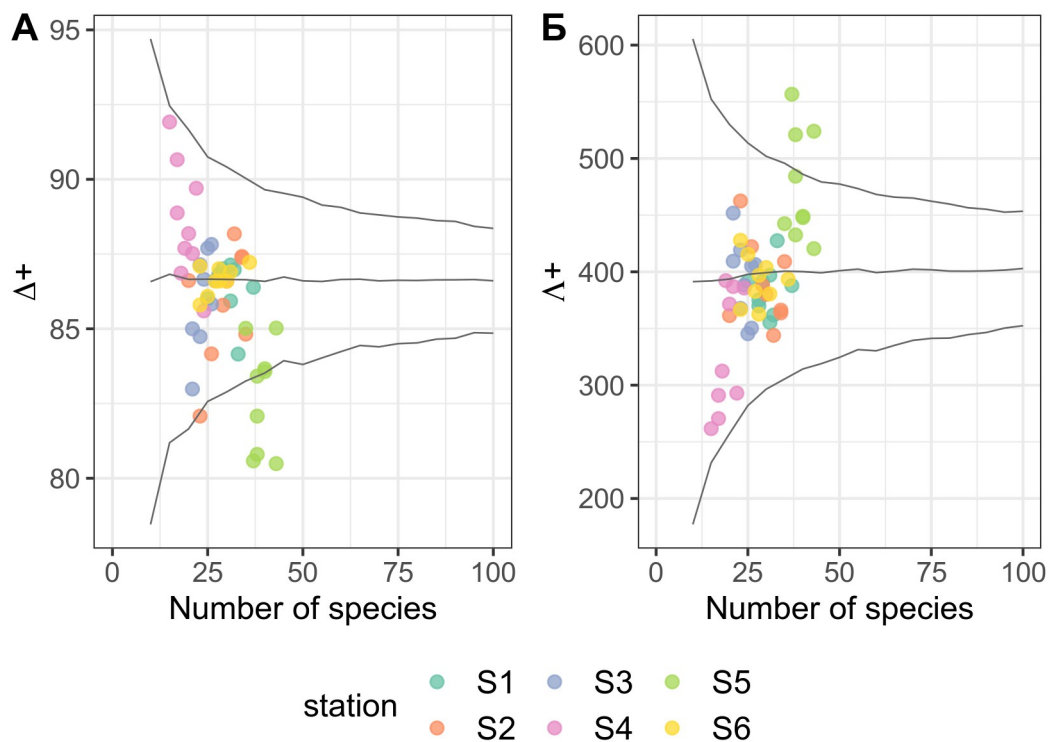 А
95
90
85
80
Δ+
0 25 50 75 100
Number of species
Б
600
500
400
300
200
Λ+
0 25 50 75 100
Number of species
station
S1 S3 S5
S2 S4 S6